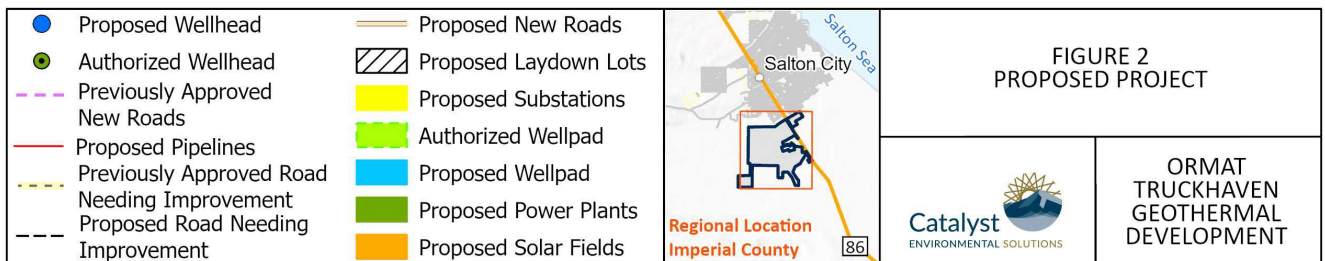 Proposed Wellhead
Authorized Wellhead
Previously Approved
New Roads
Proposed Pipelines
Previously Approved Road
Needing Improvement
Proposed Road Needing
Improvement
Proposed New Roads
Proposed Laydown Lots
Proposed Substations
Authorized Wellpad
Proposed Wellpad
Proposed Power Plants
Proposed Solar Fields
Salton Sea
Salton City
Regional Location
Imperial County
86
FIGURE 2
PROPOSED PROJECT
Catalyst
ENVIRONMENTAL SOLUTIONS
ORMAT
TRUCKHAVEN
GEOTHERMAL
DEVELOPMENT